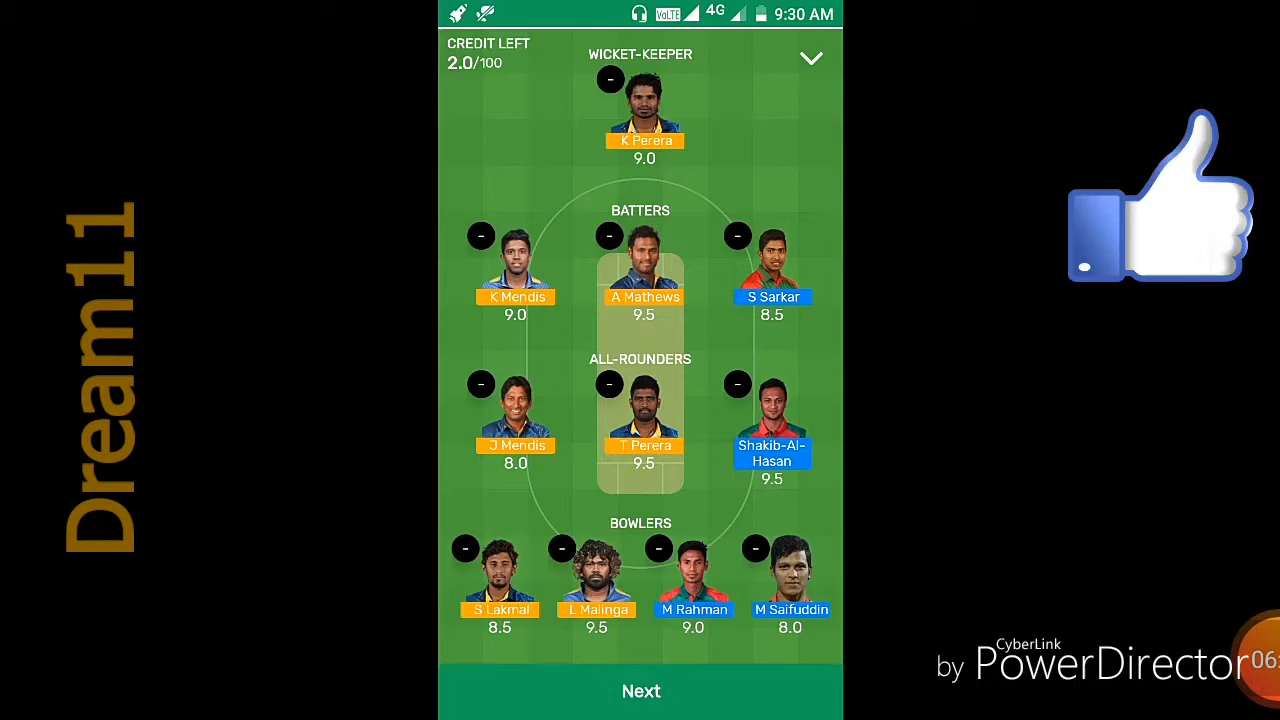 VoLTE 4G 9:30 AM
CREDIT LEFT
2.0/100
WICKET-KEEPER
K Perera
9.0
BATTERS
K Mendis
A Mathews
S Sarkar
9.0
9.5
8.5
ALL-ROUNDERS
J Mendis
T Perera
Shakib-Al-
Hasan
8.0
9.5
9.5
BOWLERS
S Lakmal
L Malinga
M Rahman
M Saifuddin
8.5
9.5
9.0
8.0
Next
Dream11
CyberLink
by PowerDirector